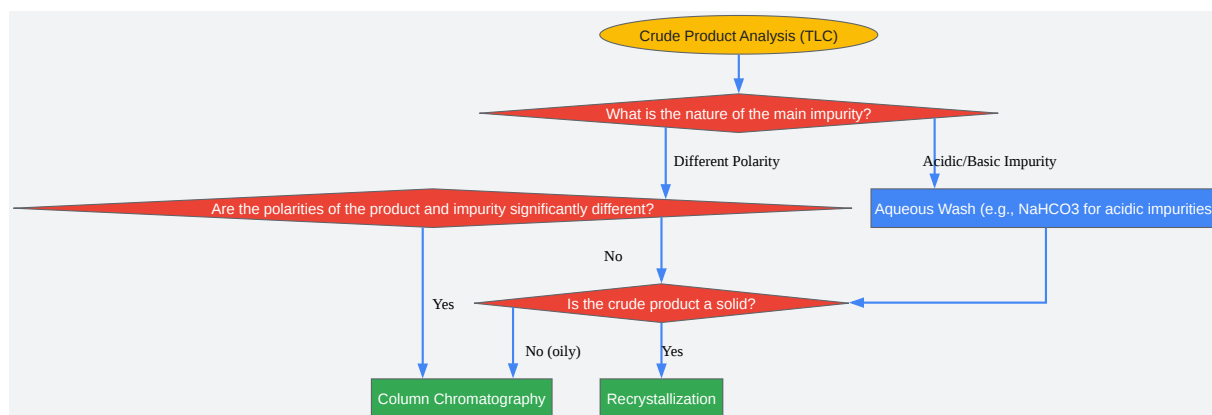 Crude Product Analysis (TLC)
What is the nature of the main impurity?
Different Polarity
Acidic/Basic Impurity
Are the polarities of the product and impurity significantly different?
Aqueous Wash (e.g., NaHCO3 for acidic impurities
No
Is the crude product a solid?
Yes
No (oily)
Yes
Column Chromatography
Recrystallization